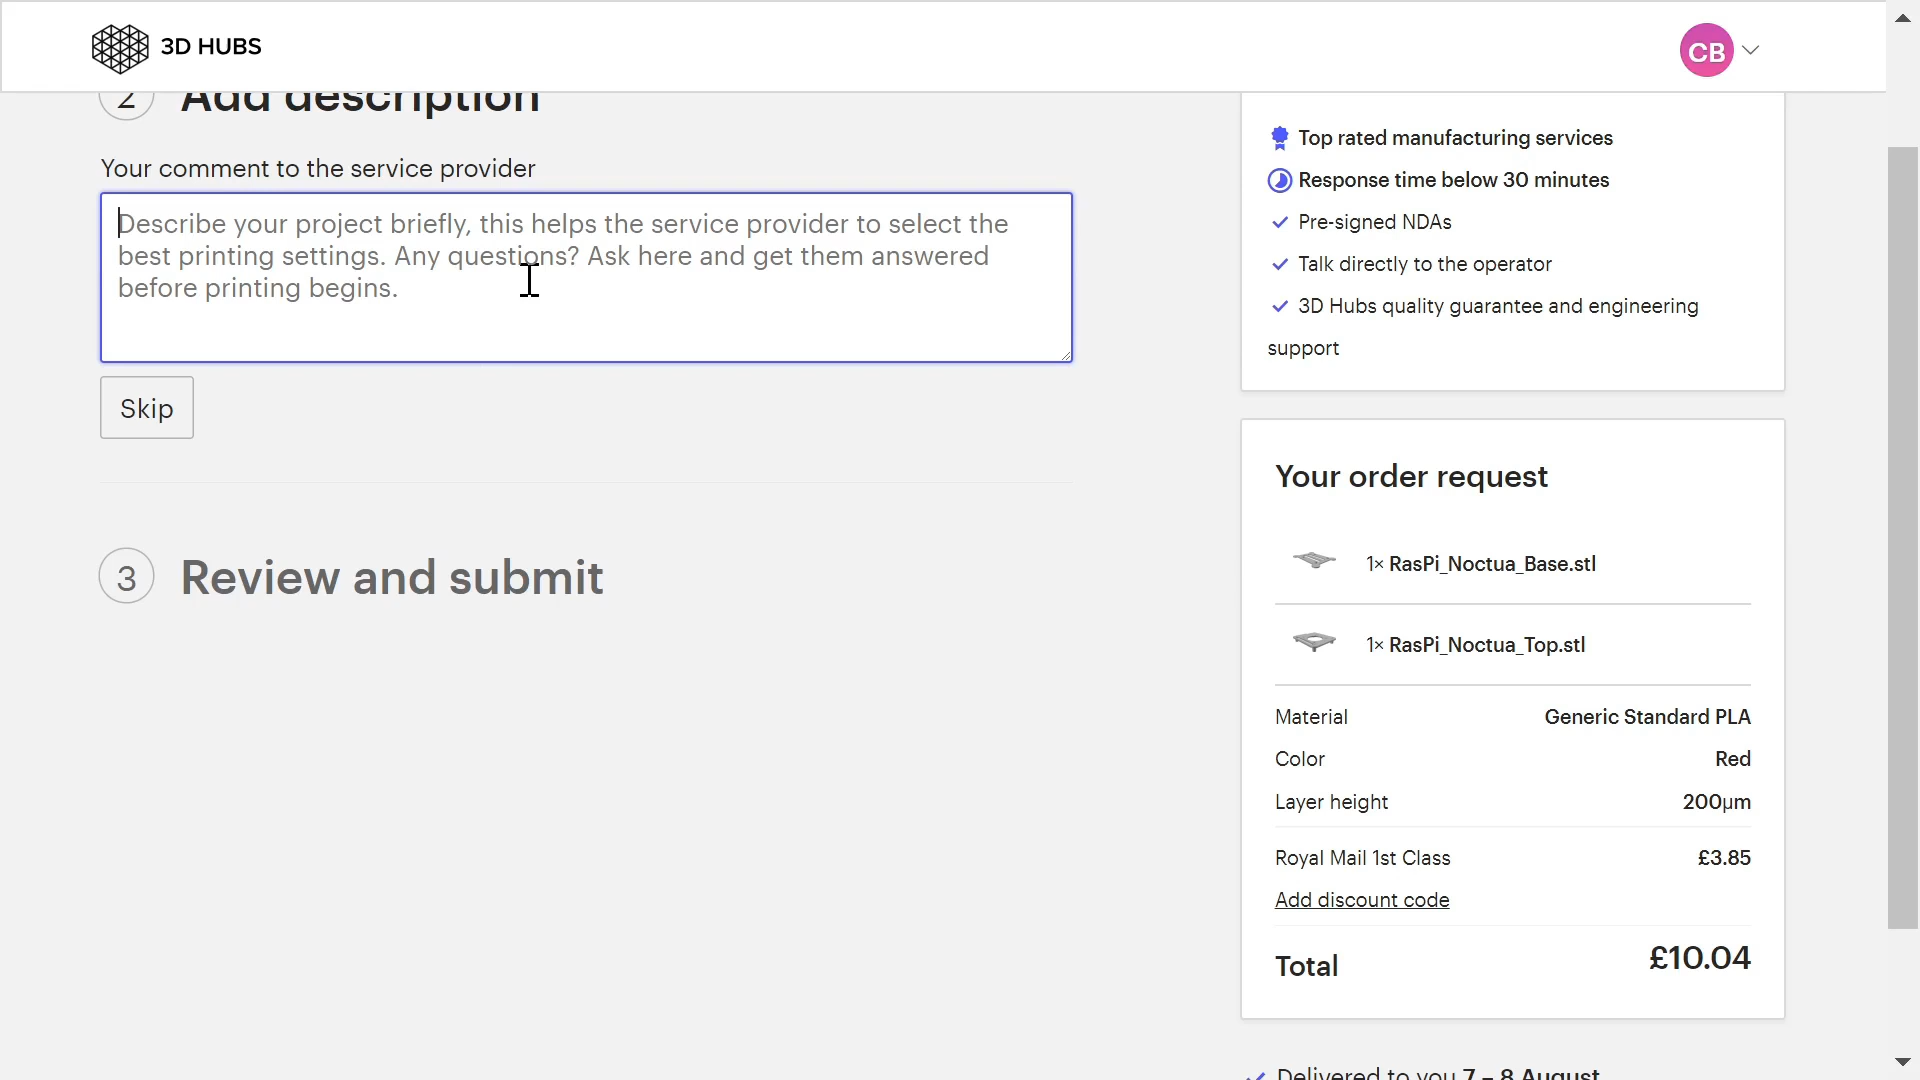 3D HUBS
CB
2 Add description
Your comment to the service provider
Describe your project briefly, this helps the service provider to select the
best printing settings. Any questions? Ask here and get them answered
before printing begins.
Skip
3 Review and submit
Top rated manufacturing services
Response time below 30 minutes
Pre-signed NDAs
Talk directly to the operator
3D Hubs quality guarantee and engineering
support
Your order request
1× RasPi_Noctua_Base.stl
1× RasPi_Noctua_Top.stl
Material Generic Standard PLA
Color Red
Layer height 200µm
Royal Mail 1st Class £3.85
Add discount code
Total £10.04
Delivered to you 7 – 8 August